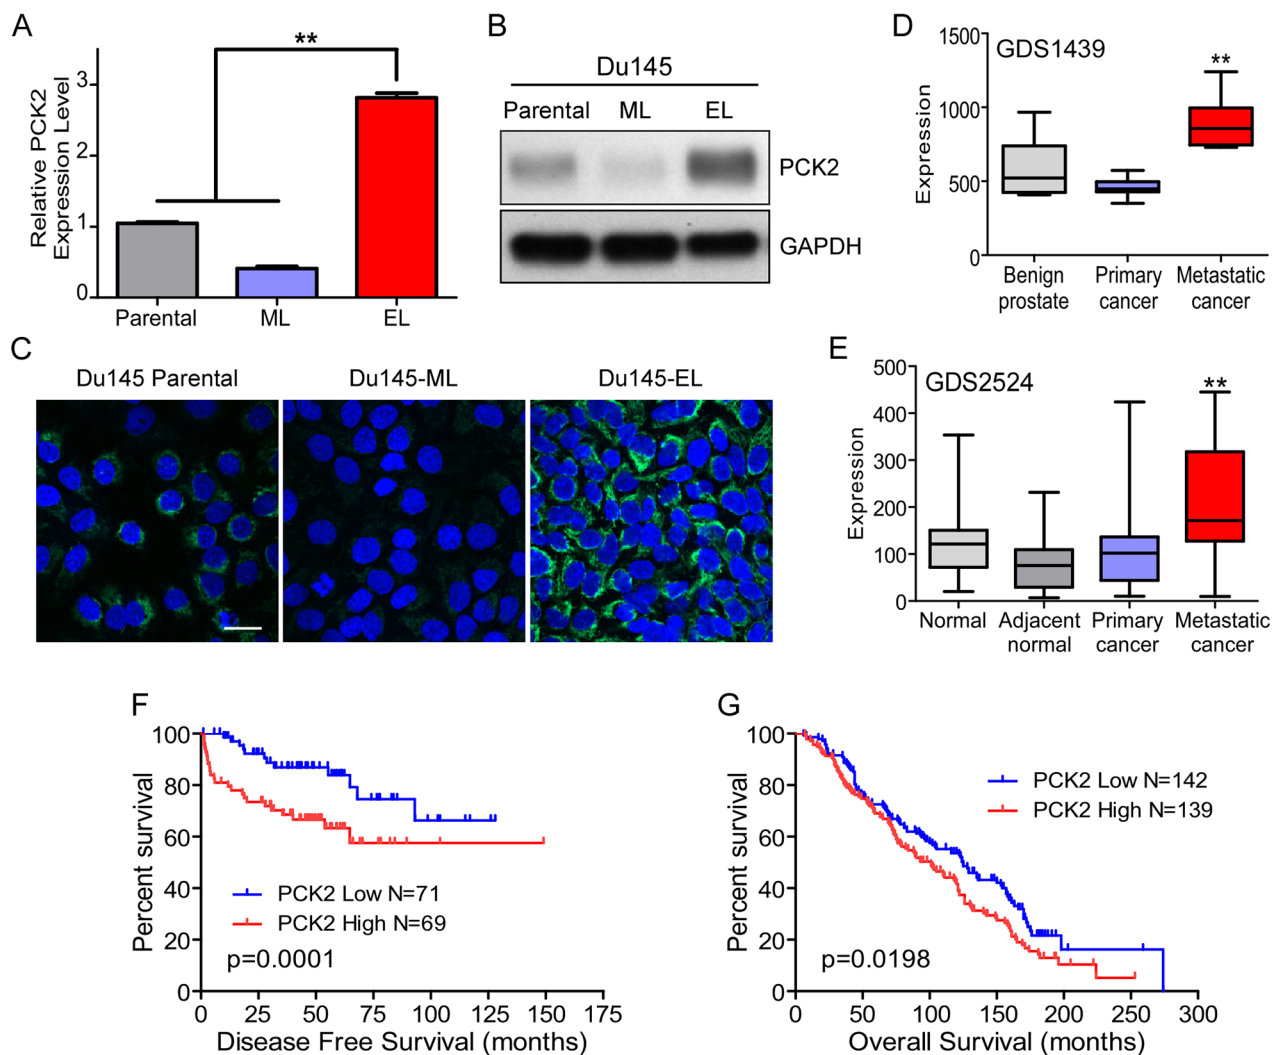 A
Relative PCK2
Expression Level
3
2
1
0
**
Parental
ML
EL
B
Du145
Parental
ML
EL
PCK2
GAPDH
C
Du145 Parental
Du145-ML
Du145-EL
D
GDS1439
Expression
1500
1000
500
0
**
Benign
prostate
Primary
cancer
Metastatic
cancer
E
GDS2524
Expression
500
400
300
200
100
0
**
Normal
Adjacent
normal
Primary
cancer
Metastatic
cancer
F
Percent survival
100
80
60
40
20
0
PCK2 Low N=71
PCK2 High N=69
p=0.0001
0
25
50
75
100
125
150
175
Disease Free Survival (months)
G
Percent survival
100
80
60
40
20
0
PCK2 Low N=142
PCK2 High N=139
p=0.0198
0
50
100
150
200
250
300
Overall Survival (months)